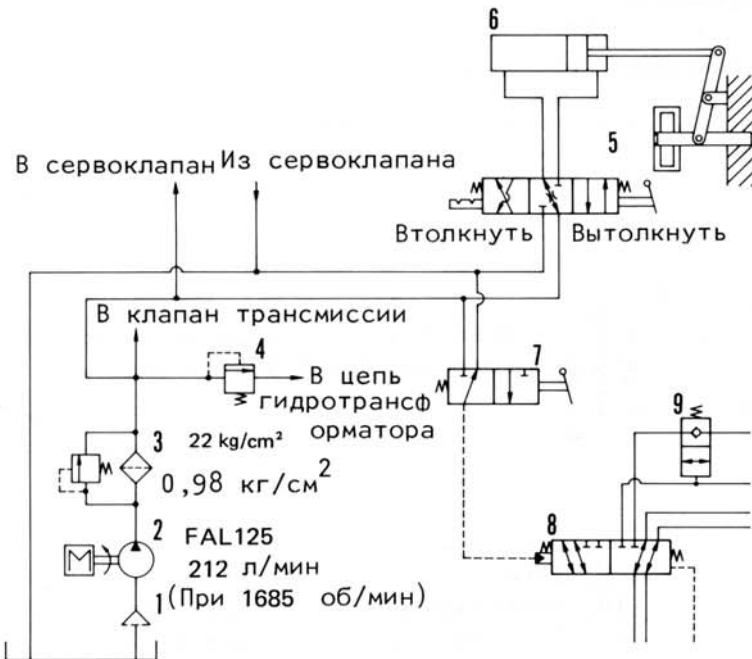 6
5
В сервоклапан Из сервоклапана
Втолкнуть Вытолкнуть
В клапан трансмиссии
4
7
В цепь
гидротрансф
орматора
9
3
22 kg/cm²
0,98 кг/см²
8
2
FAL125
M
212 л/мин
1
(При 1685 об/мин)